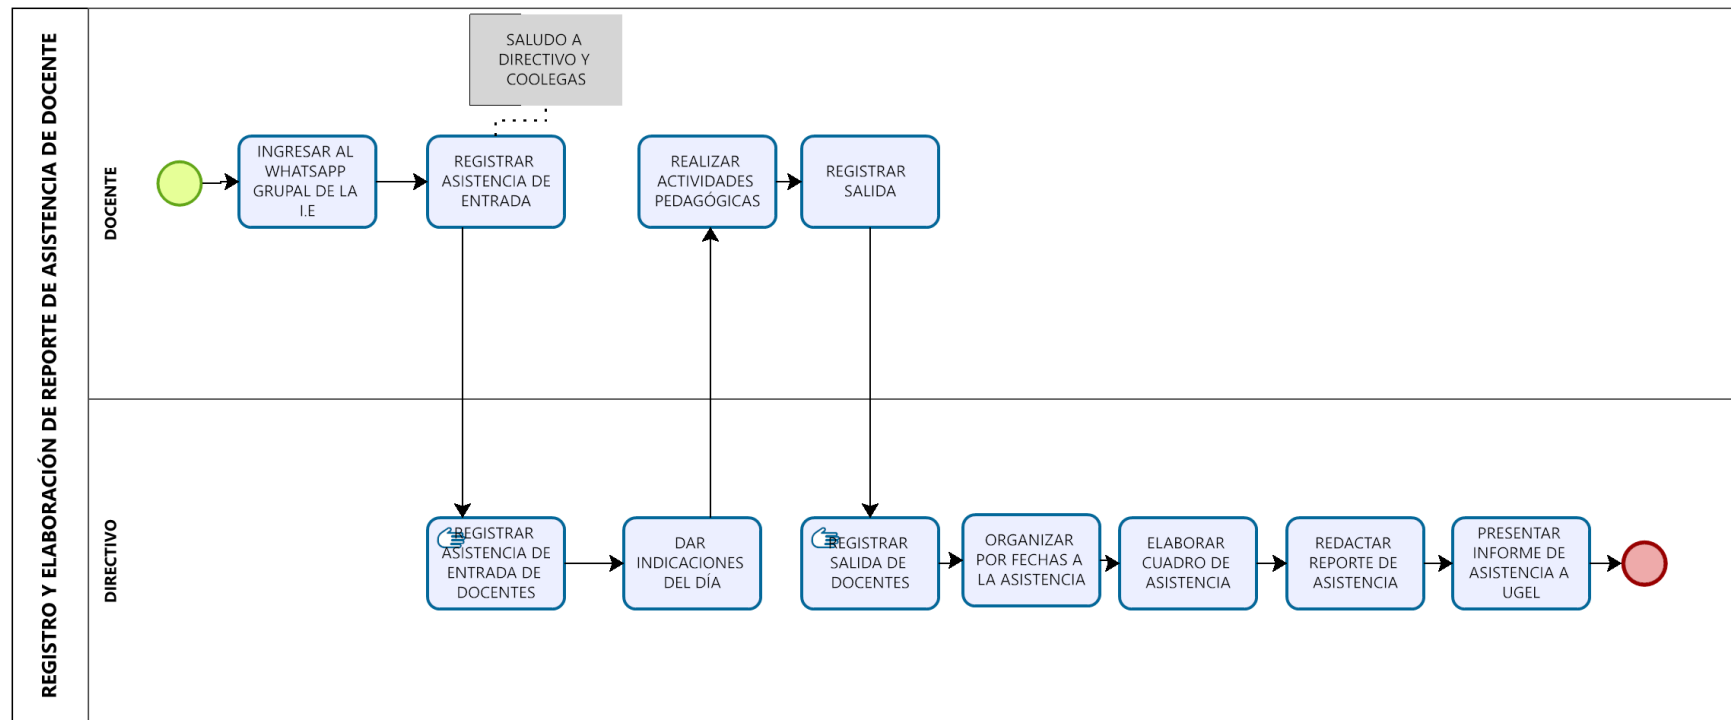 REGISTRO Y ELABORACIÓN DE REPORTE DE ASISTENCIA DE DOCENTE
DOCENTE
SALUDO A
DIRECTIVO Y
COOLEGAS
INGRESAR AL
WHATSAPP
GRUPAL DE LA
I.E
REGISTRAR
ASISTENCIA DE
ENTRADA
REALIZAR
ACTIVIDADES
PEDAGÓGICAS
REGISTRAR
SALIDA
DIRECTIVO
REGISTRAR
ASISTENCIA DE
ENTRADA DE
DOCENTES
DAR
INDICACIONES
DEL DÍA
REGISTRAR
SALIDA DE
DOCENTES
ORGANIZAR
POR FECHAS A
LA ASISTENCIA
ELABORAR
CUADRO DE
ASISTENCIA
REDACTAR
REPORTE DE
ASISTENCIA
PRESENTAR
INFORME DE
ASISTENCIA A
UGEL